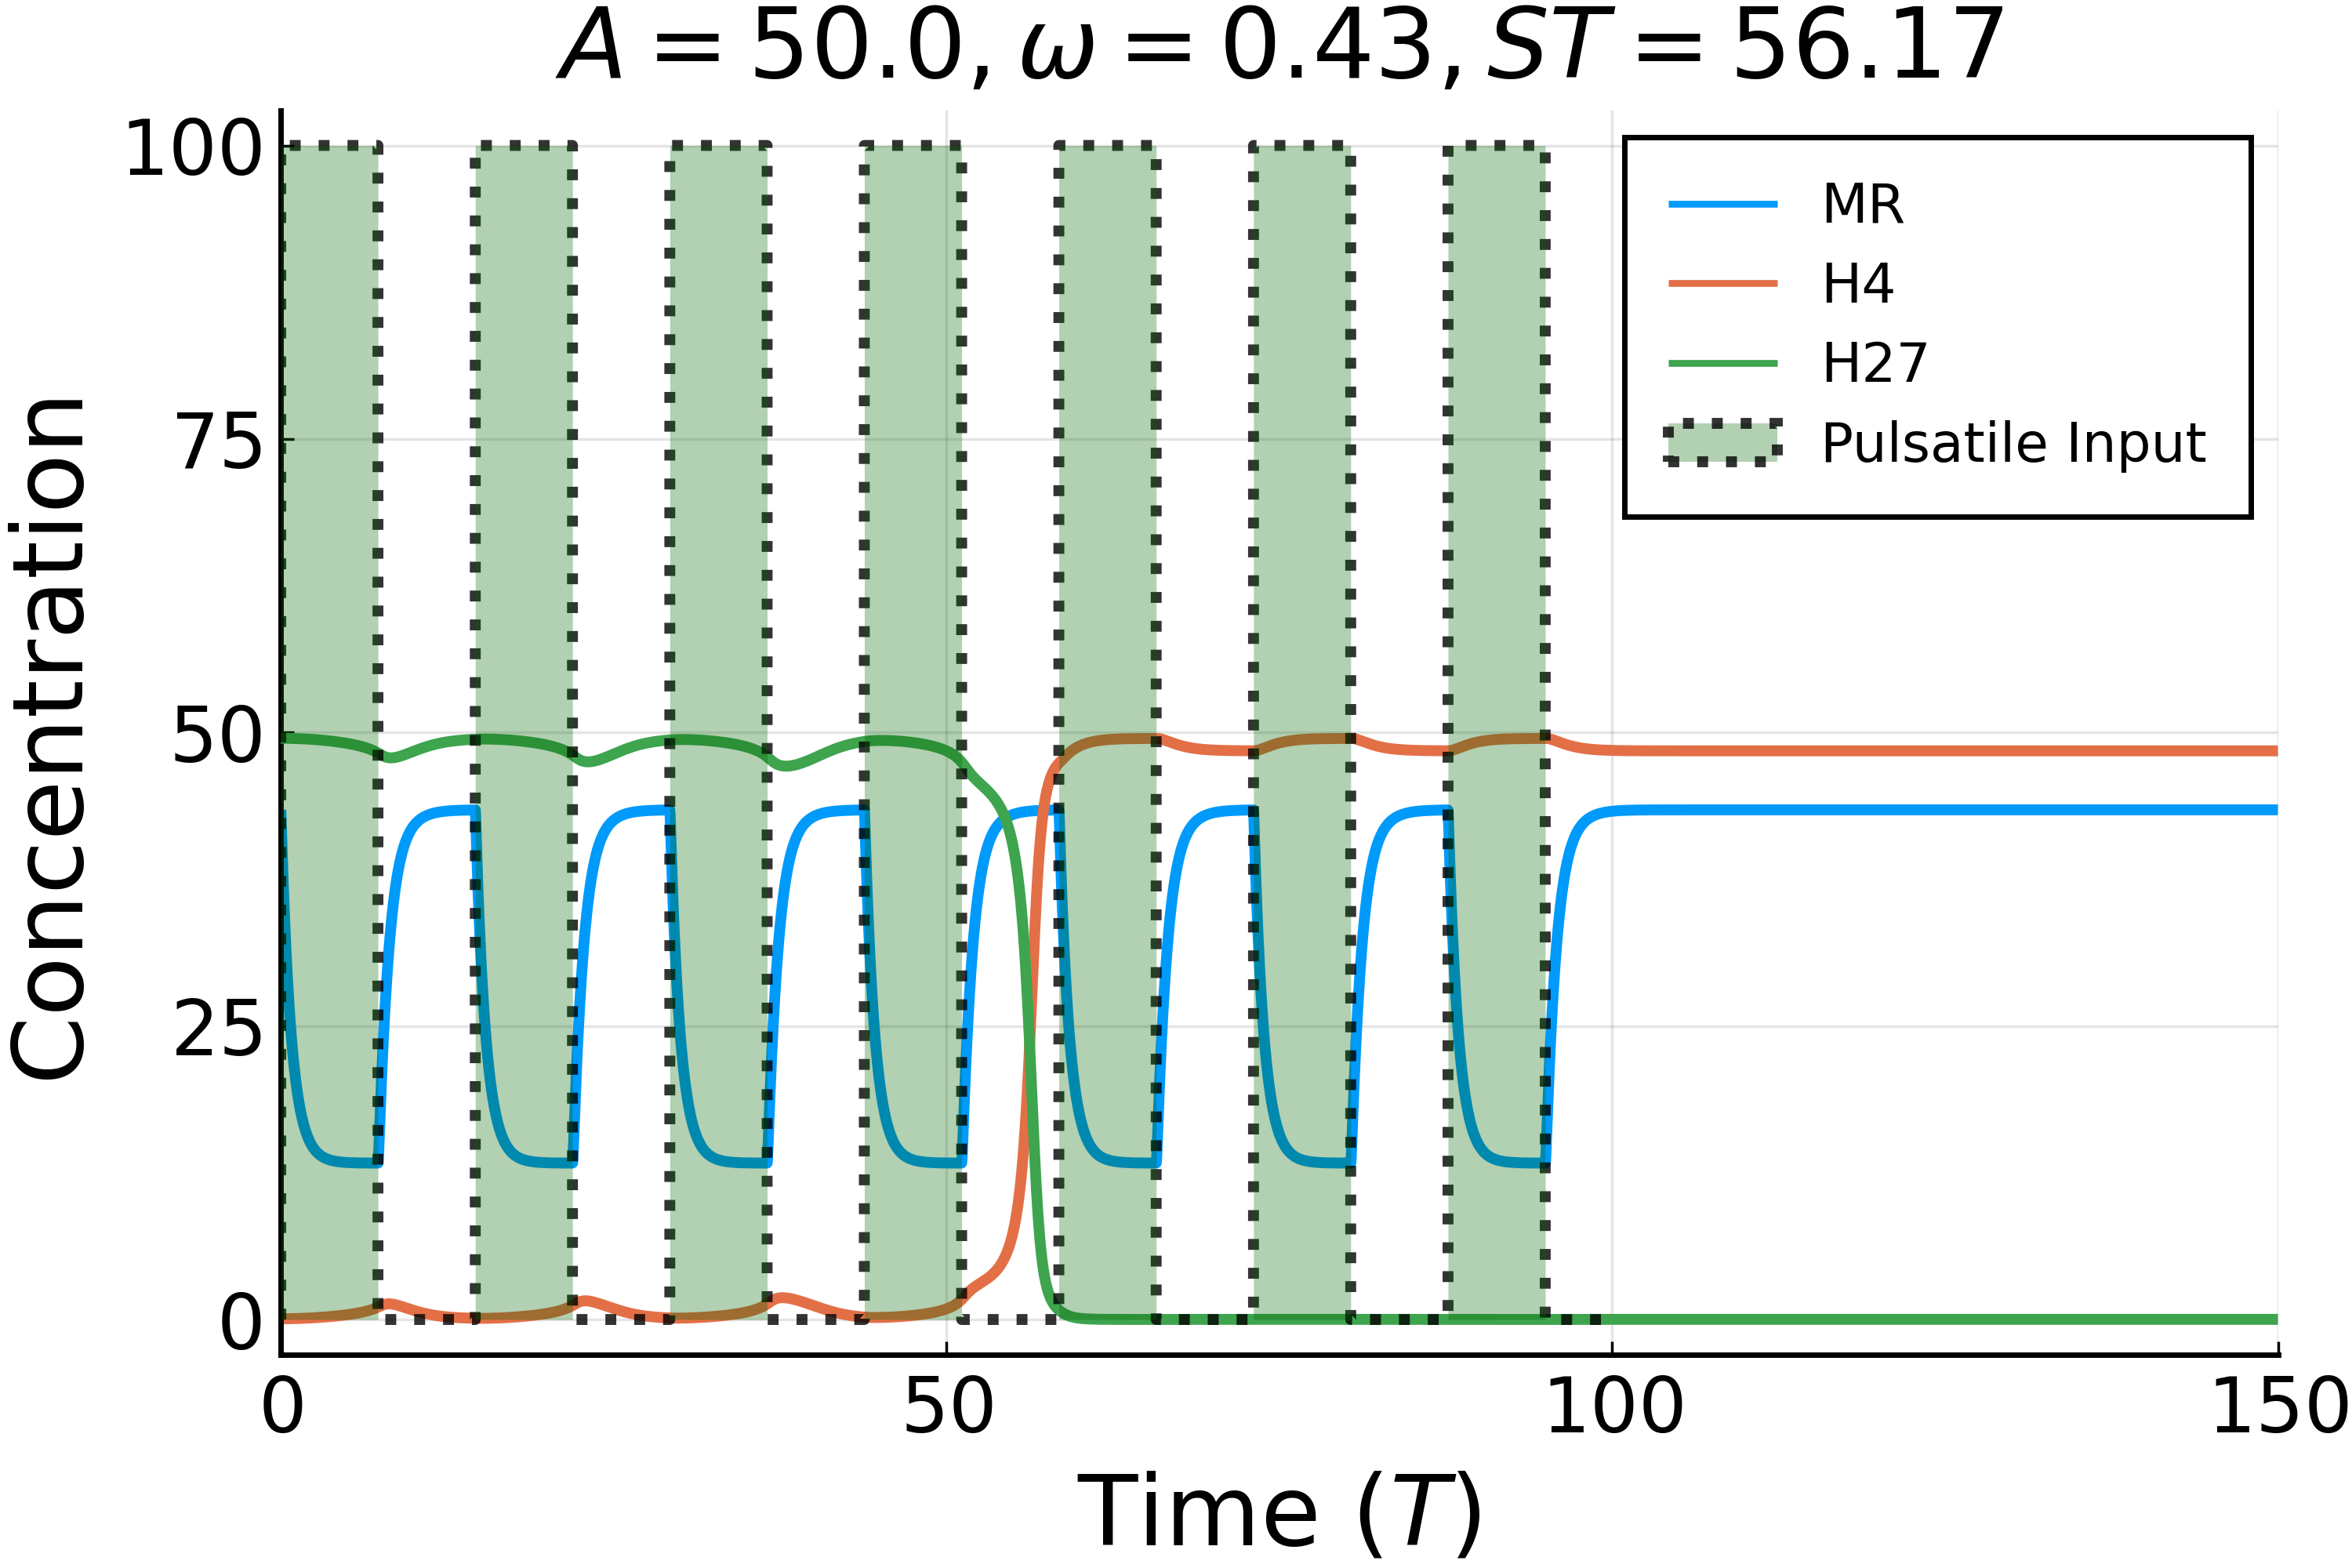 A = 50.0, ω = 0.43, ST = 56.17
Concentration
100
75
50
25
0
MR
H4
H27
Pulsatile Input
0 50 100 150
Time (T)